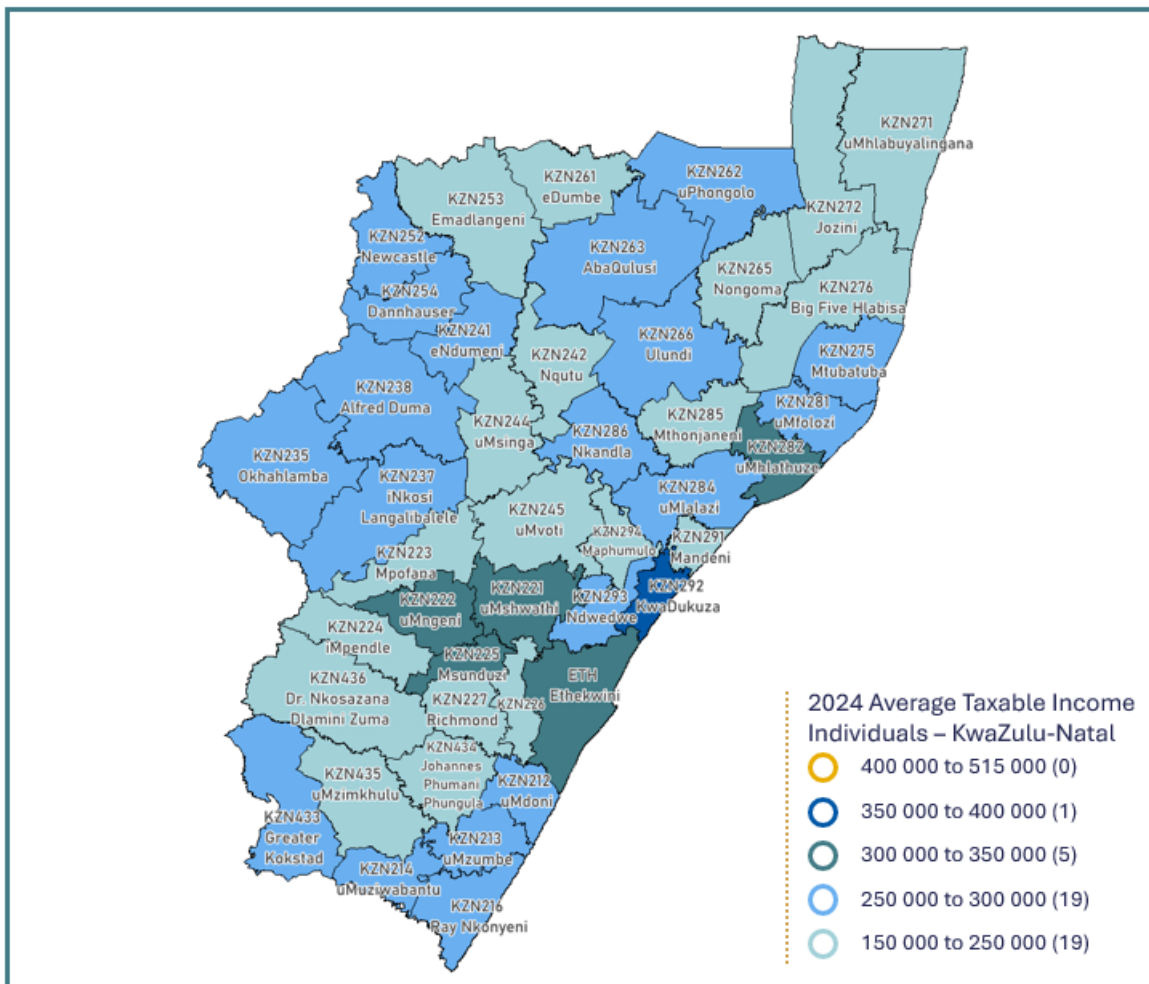 KZN271
uMhlabuyalingana
KZN262
uPhongolo
KZN261
eDumbe
KZN253
Emadlangeni
KZN272
Jozini
KZN252
Newcastle
KZN263
AbaQulusi
KZN265
Nongoma
KZN276
Big Five Hlabisa
KZN254
Dannhauser
KZN241
eNdumeni
KZN266
Ulundi
KZN275
Mtubatuba
KZN242
Nqutu
KZN238
Alfred Duma
KZN281
uMfolozi
KZN285
Mthonjaneni
KZN244
uMsinga
KZN286
Nkandla
KZN282
uMhlathuze
KZN235
Okhahlamba
KZN237
iNkosi
Langalibalele
KZN284
uMlalazi
KZN245
uMvoti
KZN294
Maphumulo
KZN291
Mandeni
KZN223
Mpofana
KZN221
uMshwathi
KZN292
KwaDukuza
KZN222
uMngeni
KZN293
Ndwedwe
KZN224
iMpendle
KZN225
Msunduzi
ETH
Ethekwini
KZN436
Dr. Nkosazana
Dlamini Zuma
KZN227
Richmond
KZN226
KZN434
Johannes
Phumani
Phungula
KZN435
uMzimkhulu
KZN212
uMdoni
KZN433
Greater
Kokstad
KZN213
uMzumbe
KZN214
uMuziwabantu
KZN216
Ray Nkonyeni
2024 Average Taxable Income
Individuals – KwaZulu-Natal
400 000 to 515 000 (0)
350 000 to 400 000 (1)
300 000 to 350 000 (5)
250 000 to 300 000 (19)
150 000 to 250 000 (19)